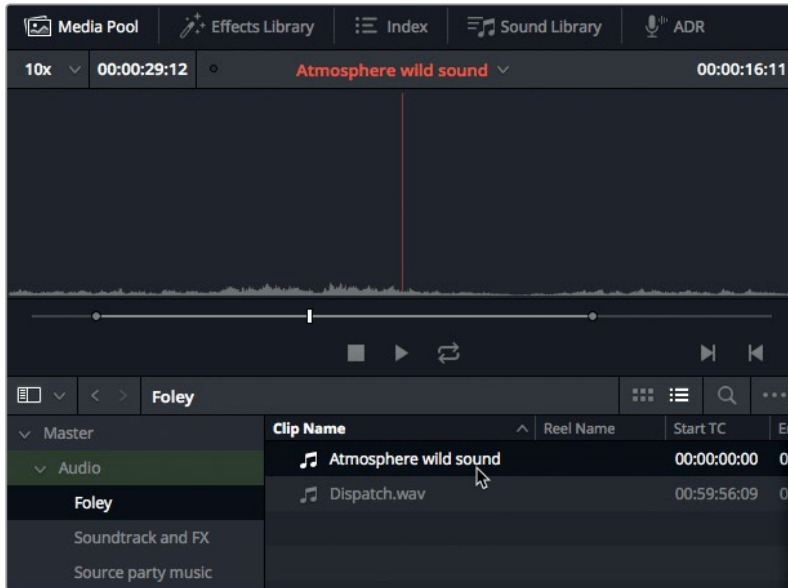 Media Pool Effects Library Index Sound Library ADR
10x 00:00:29:12 Atmosphere wild sound 00:00:16:11
Foley
Master
Audio
Foley
Soundtrack and FX
Source party music
Clip Name Reel Name Start TC
Atmosphere wild sound 00:00:00:00 0
Dispatch.wav 00:59:56:09 0